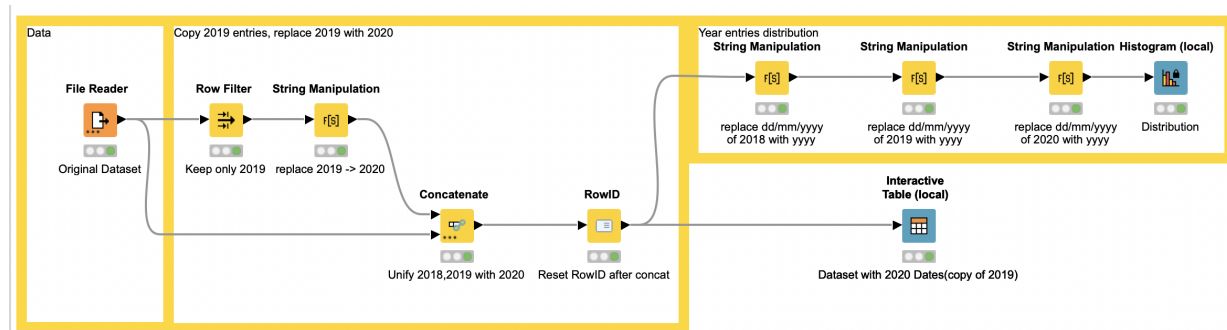 Data
Copy 2019 entries, replace 2019 with 2020
Year entries distribution
String Manipulation
String Manipulation
String Manipulation
Histogram (local)
File Reader
Row Filter
String Manipulation
F[S]
F[S]
F[S]
F[S]
replace dd/mm/yyyy
of 2018 with yyyy
replace dd/mm/yyyy
of 2019 with yyyy
replace dd/mm/yyyy
of 2020 with yyyy
Distribution
Original Dataset
Keep only 2019
replace 2019 -> 2020
Concatenate
RowID
Interactive
Table (local)
Unify 2018,2019 with 2020
Reset RowID after concat
Dataset with 2020 Dates(copy of 2019)